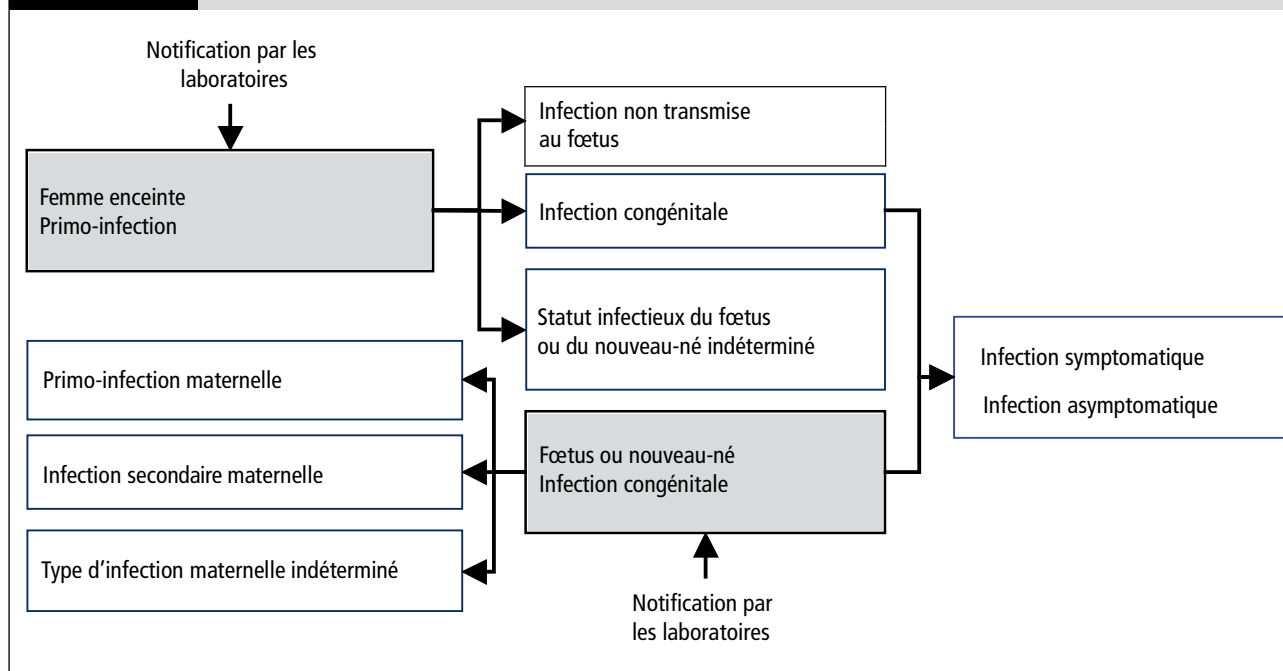 Notification par les
laboratoires
Femme enceinte
Primo-infection
Infection non transmise
au fœtus
Infection congénitale
Statut infectieux du fœtus
ou du nouveau-né indéterminé
Infection symptomatique
Infection asymptomatique
Primo-infection maternelle
Infection secondaire maternelle
Type d'infection maternelle indéterminé
Fœtus ou nouveau-né
Infection congénitale
Notification par
les laboratoires